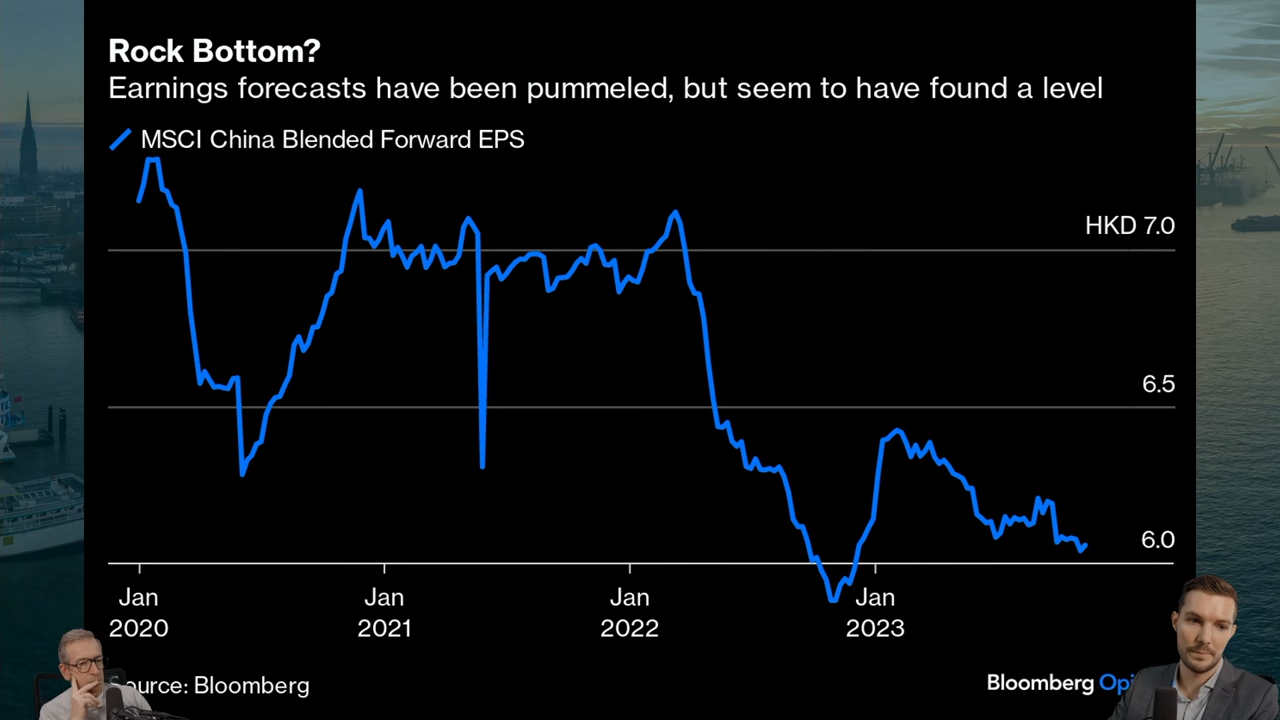 Rock Bottom?
Earnings forecasts have been pummeled, but seem to have found a level
MSCI China Blended Forward EPS
HKD 7.0
6.5
6.0
Jan Jan Jan Jan
2020 2021 2022 2023
ource: Bloomberg
Bloomberg Opi